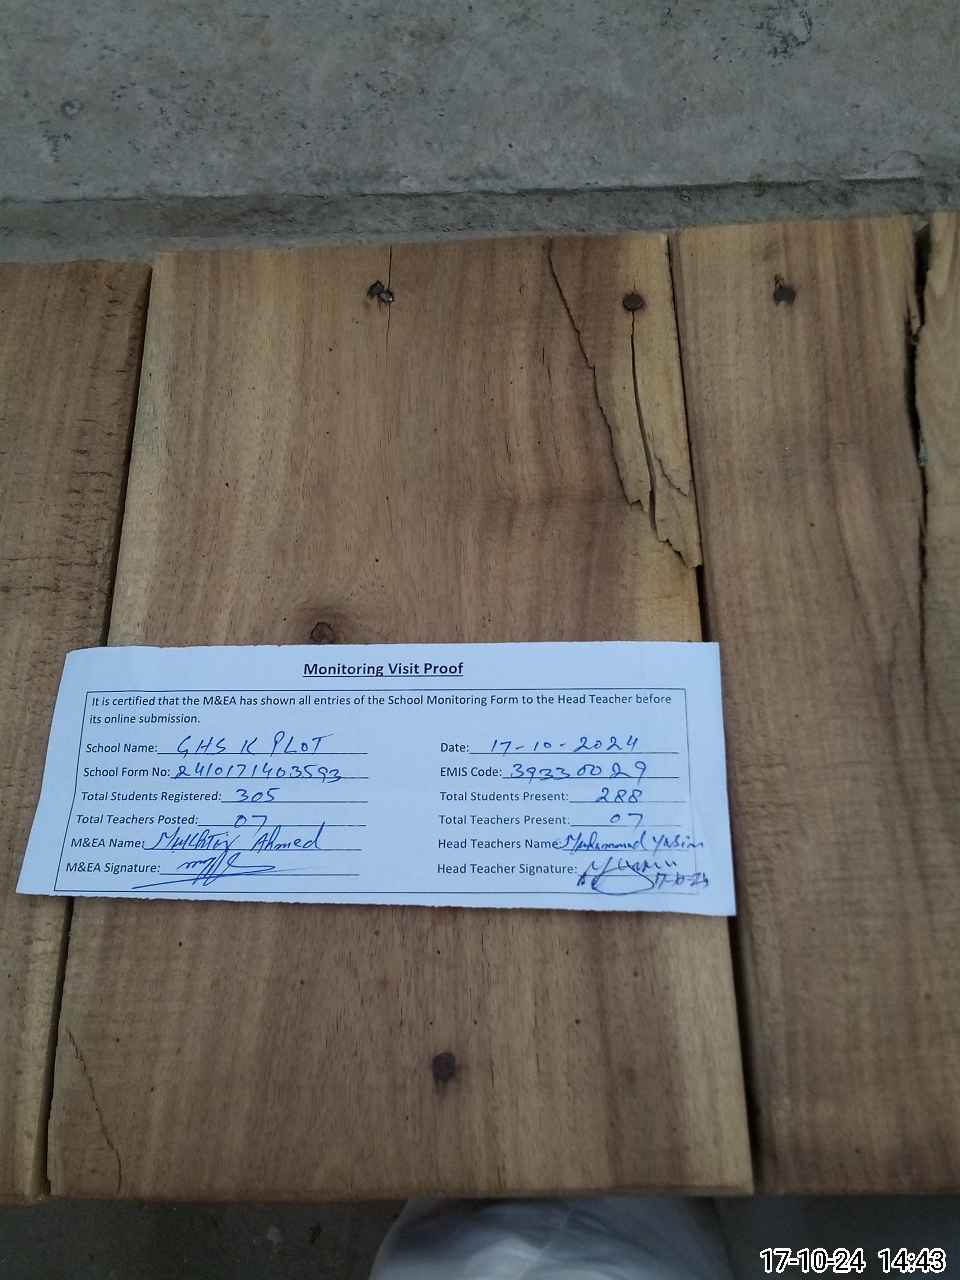 Monitoring Visit Proof
It is certified that the M&EA has shown all entries of the School Monitoring Form to the Head Teacher before
its online submission.
School Name: GHS K PLOT Date: 17-10-2024
School Form No: 2410171403593 EMIS Code: 39330029
Total Students Registered: 305 Total Students Present: 288
Total Teachers Posted: 07 Total Teachers Present: 07
M&EA Name: Ahmed Head Teachers Name: Muhammad Yasin
M&EA Signature: Head Teacher Signature:
17-10-24 14:43